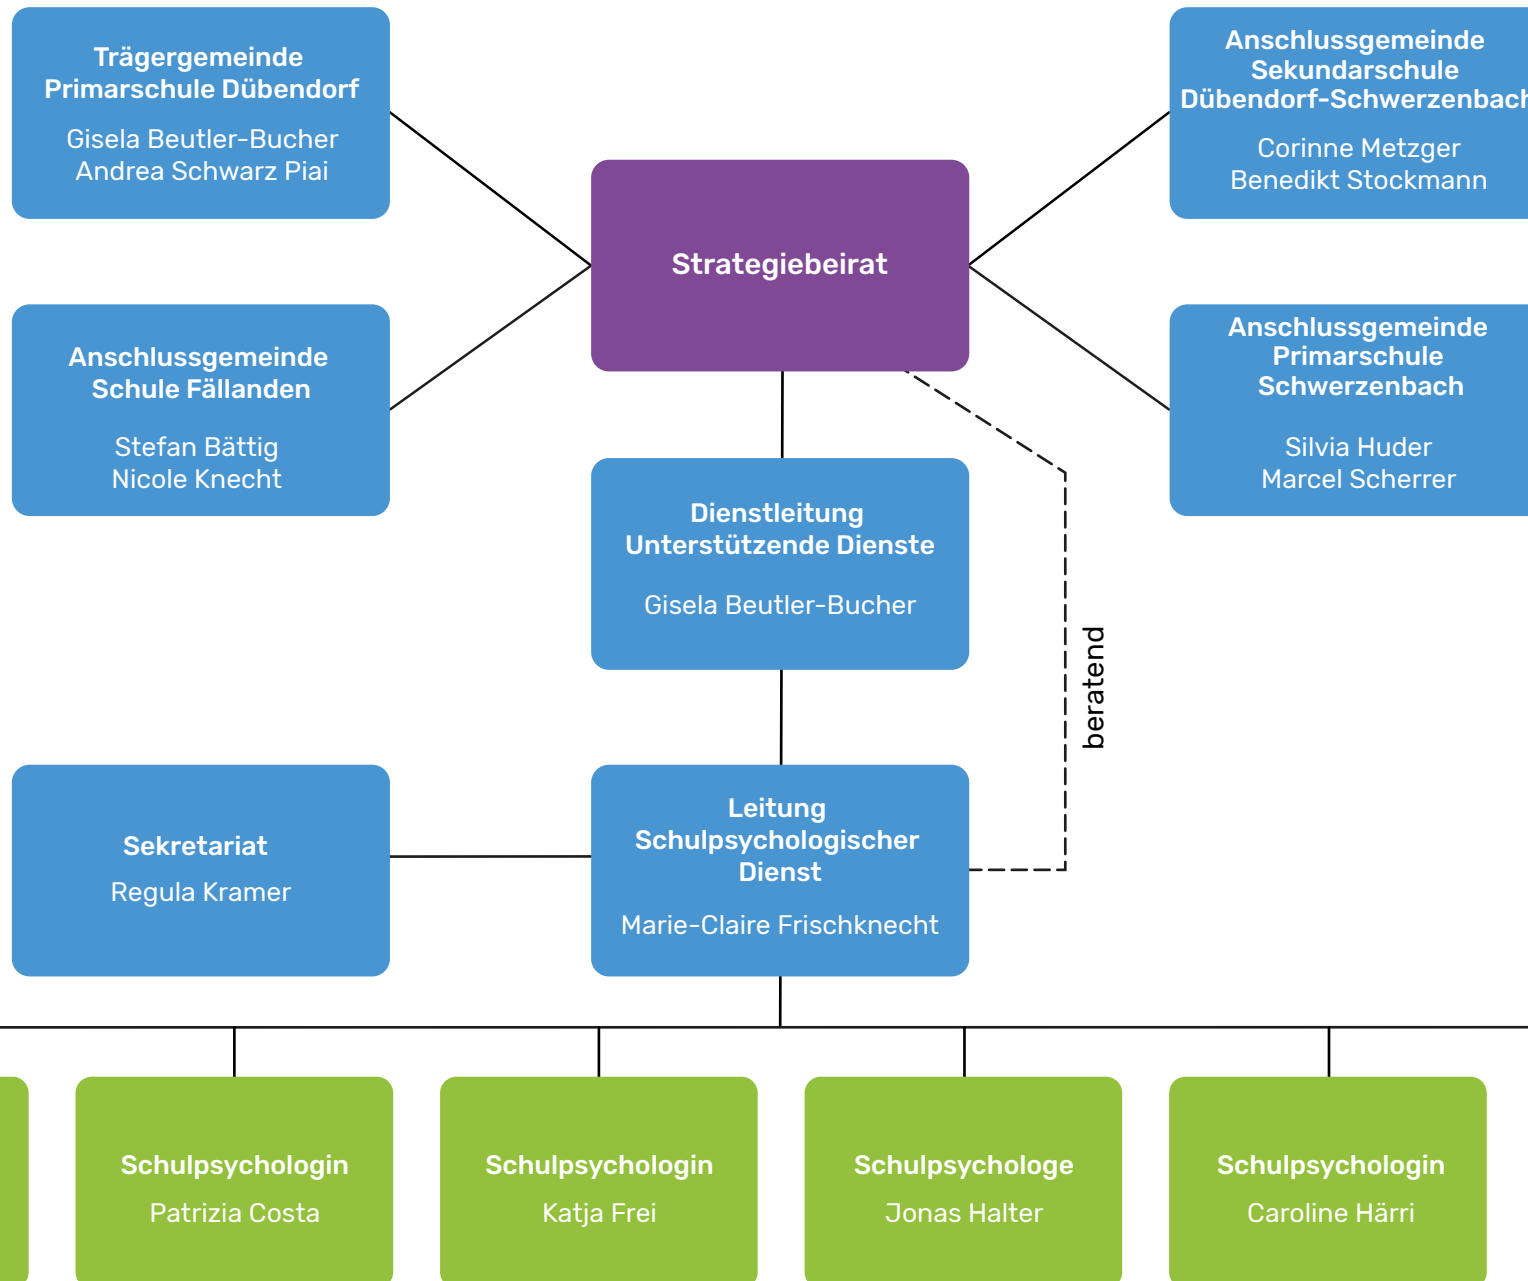 Trägergemeinde
Primarschule Dübendorf
Gisela Beutler-Bucher
Andrea Schwarz Piai
Anschlussgemeinde
Sekundarschule
Dübendorf-Schwerzenbach
Corinne Metzger
Benedikt Stockmann
Strategiebeirat
Anschlussgemeinde
Schule Fällanden
Stefan Bättig
Nicole Knecht
Anschlussgemeinde
Primarschule
Schwerzenbach
Silvia Huder
Marcel Scherrer
Dienstleitung
Unterstützende Dienste
Gisela Beutler-Bucher
beratend
Sekretariat
Regula Kramer
Leitung
Schulpsychologischer
Dienst
Marie-Claire Frischknecht
Schulpsychologin
Patrizia Costa
Schulpsychologin
Katja Frei
Schulpsychologe
Jonas Halter
Schulpsychologin
Caroline Härri